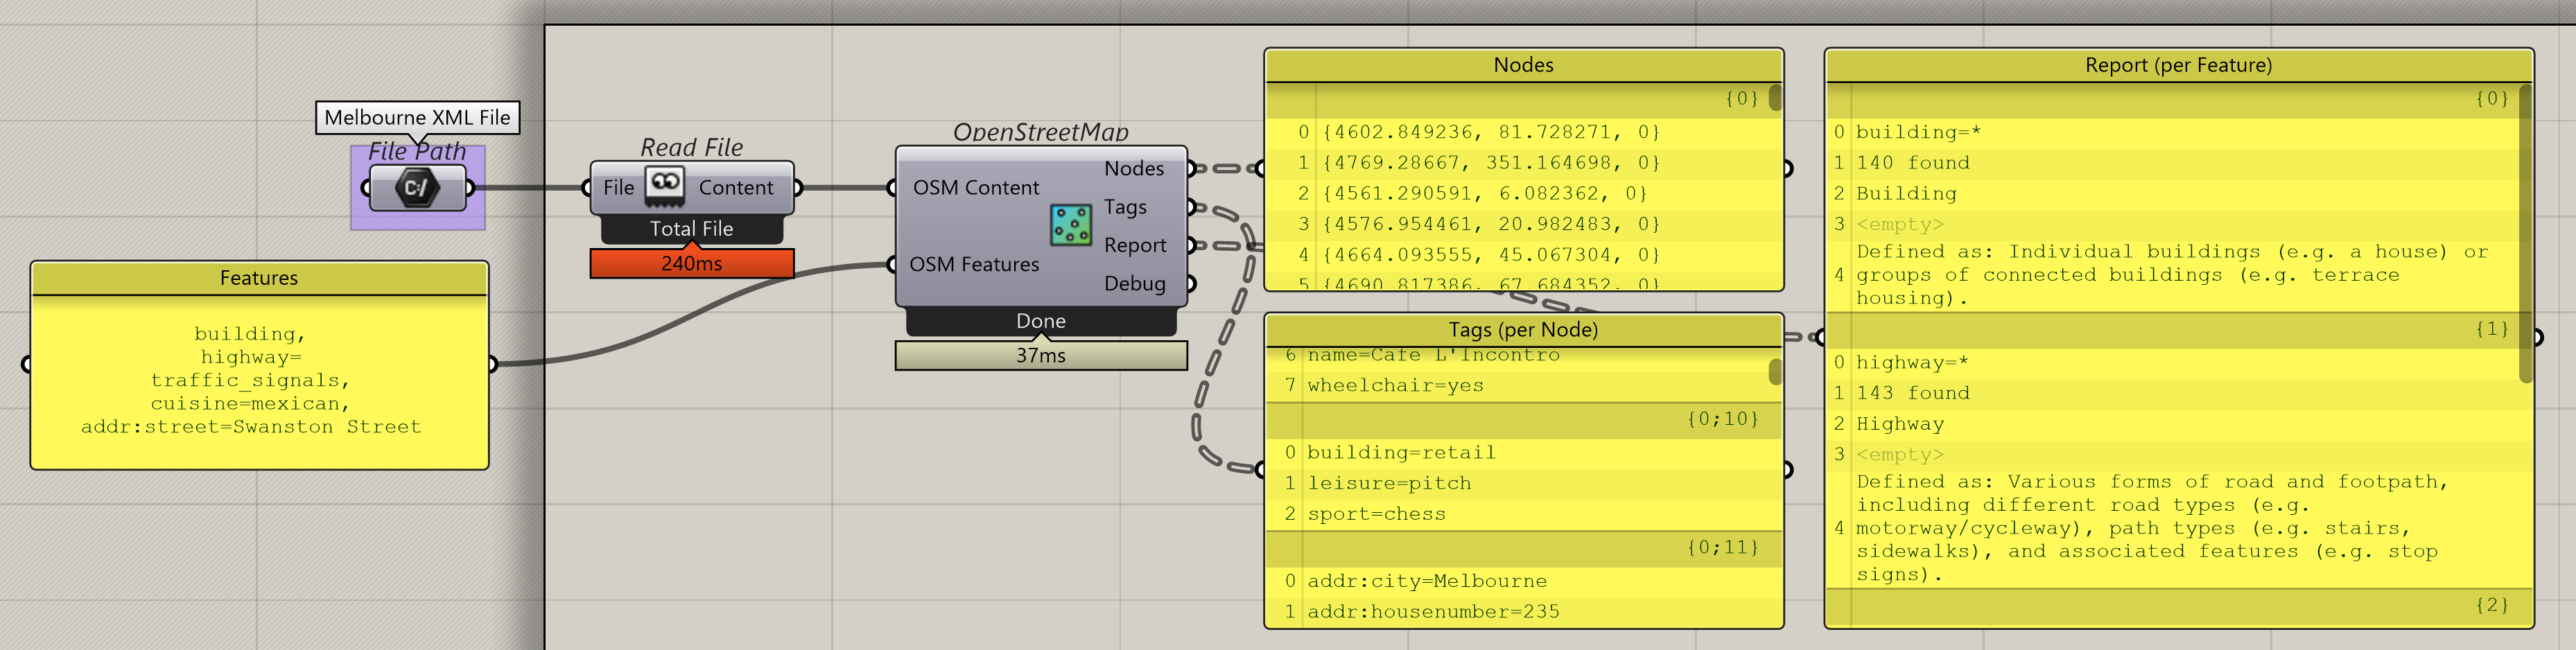 Melbourne XML File
File Path
C:/
Features
building,
highway=
traffic_signals,
cuisine=mexican,
addr:street=Swanston Street
Read File
File
Content
Total File
240ms
OpenStreetMap
OSM Content
OSM Features
Nodes
Tags
Report
Debug
Done
37ms
Nodes
{0}
0 {4602.849236, 81.728271, 0}
1 {4769.28667, 351.164698, 0}
2 {4561.290591, 6.082362, 0}
3 {4576.954461, 20.982483, 0}
4 {4664.093555, 45.067304, 0}
5 {4690.817386, 67.684352, 0}
Tags (per Node)
6 name=Cafe L'Incontro
7 wheelchair=yes
{0;10}
0 building=retail
1 leisure=pitch
2 sport=chess
{0;11}
0 addr:city=Melbourne
1 addr:housenumber=235
Report (per Feature)
{0}
0 building=*
1 140 found
2 Building
3 <empty>
Defined as: Individual buildings (e.g. a house) or
4 groups of connected buildings (e.g. terrace
housing).
{1}
0 highway=*
1 143 found
2 Highway
3 <empty>
Defined as: Various forms of road and footpath,
including different road types (e.g.
4 motorway/cycleway), path types (e.g. stairs,
sidewalks), and associated features (e.g. stop
signs).
{2}